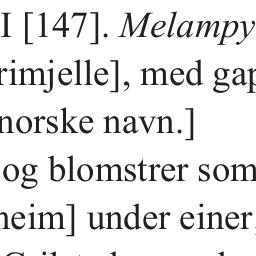 I [147]. Melampy
rimjelle], med gap
norske navn.]
og blomstrer som
heim] under einer,